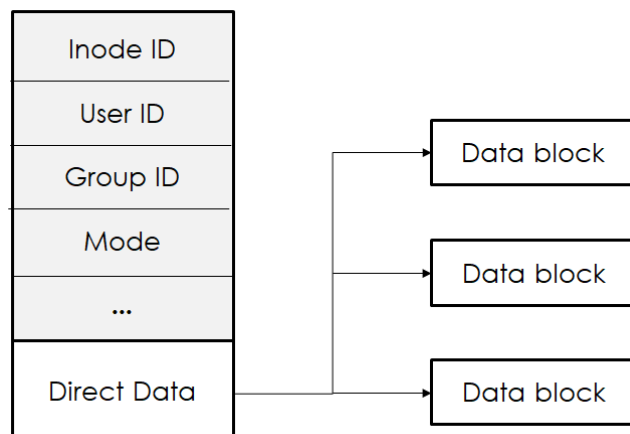 Inode ID
User ID
Group ID
Mode
...
Direct Data
Data block
Data block
Data block